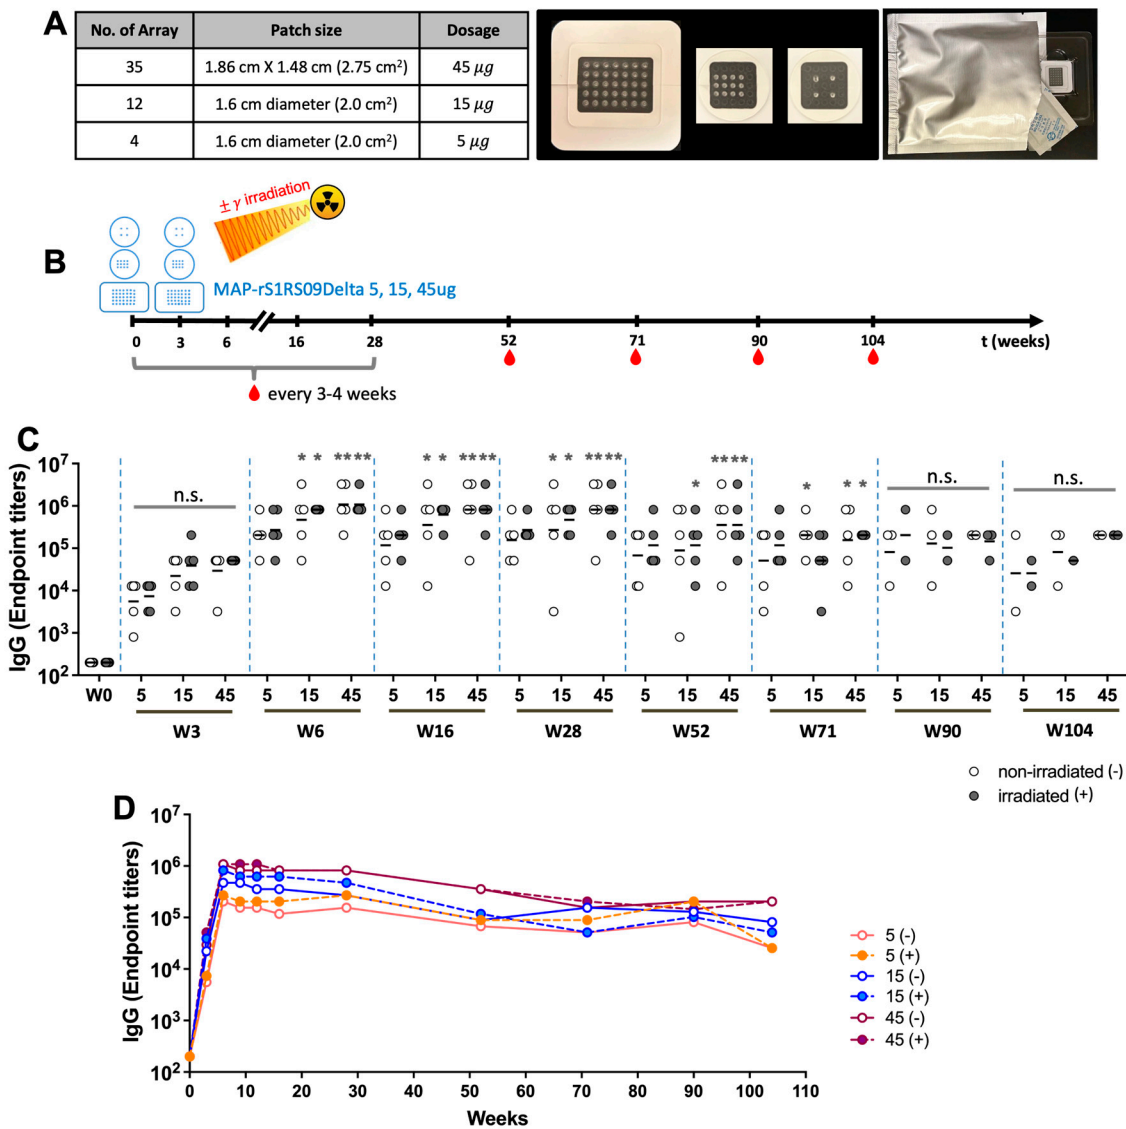 A
No. of Array Patch size Dosage
35 1.86 cm X 1.48 cm (2.75 cm²) 45 µg
12 1.6 cm diameter (2.0 cm²) 15 µg
4 1.6 cm diameter (2.0 cm²) 5 µg
± γ irradiation
B
MAP-rS1RS09Delta 5, 15, 45ug
0 3 6 16 28 52 71 90 104 t (weeks)
every 3-4 weeks
C
IgG (Endpoint titers)
10⁷
10⁶
10⁵
10⁴
10³
10²
n.s. * * ** ** * * ** ** * * ** ** * ** ** * * * n.s. n.s.
W0 5 15 45 5 15 45 5 15 45 5 15 45 5 15 45 5 15 45 5 15 45 5 15 45
W3 W6 W16 W28 W52 W71 W90 W104
non-irradiated (-)
irradiated (+)
D
IgG (Endpoint titers)
10⁷
10⁶
10⁵
10⁴
10³
10²
0 10 20 30 40 50 60 70 80 90 100 110
Weeks
5 (-)
5 (+)
15 (-)
15 (+)
45 (-)
45 (+)